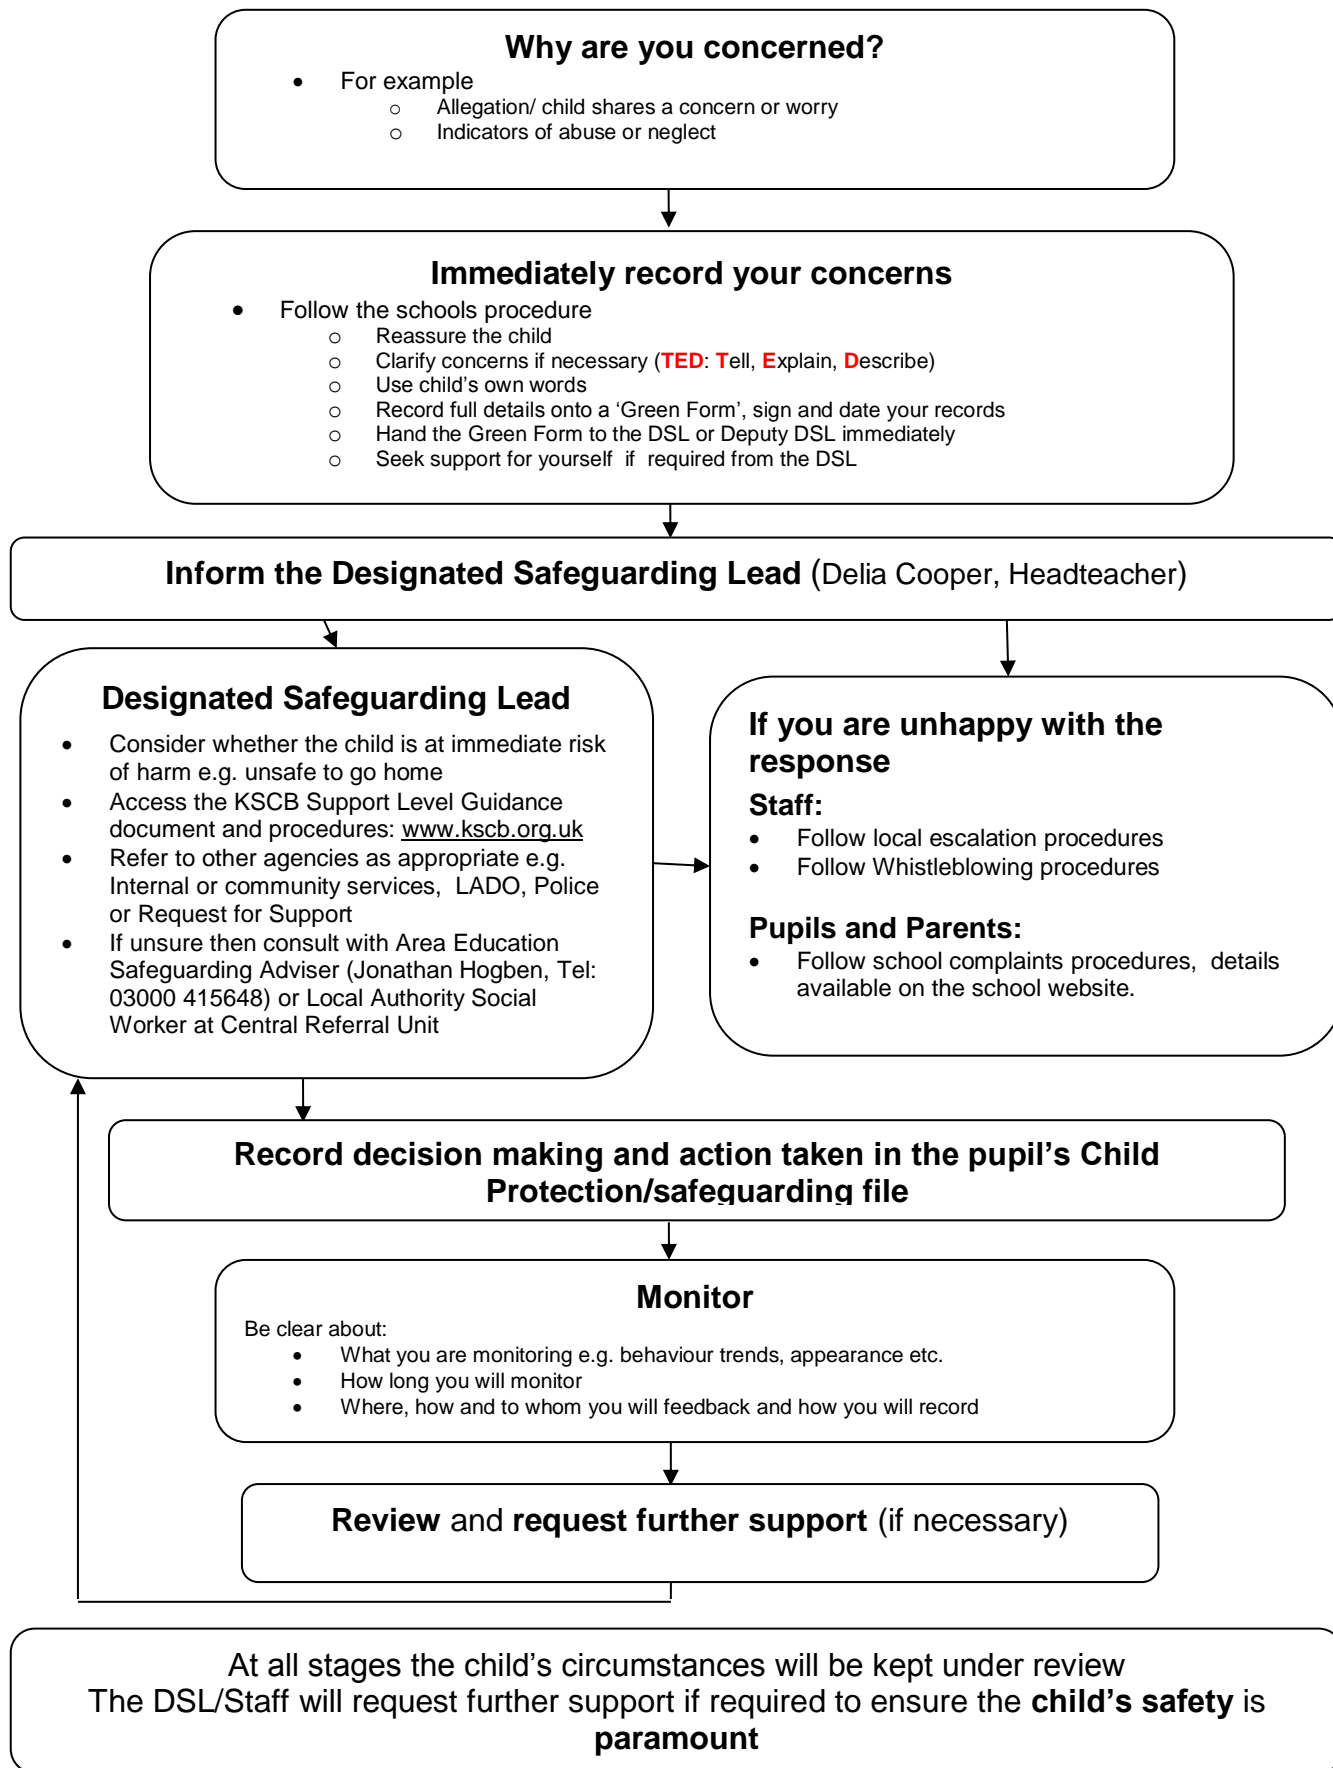 Why are you concerned?
• For example
o Allegation/ child shares a concern or worry
o Indicators of abuse or neglect
Immediately record your concerns
• Follow the schools procedure
o Reassure the child
o Clarify concerns if necessary (TED: Tell, Explain, Describe)
o Use child's own words
o Record full details onto a ‘Green Form’, sign and date your records
o Hand the Green Form to the DSL or Deputy DSL immediately
o Seek support for yourself if required from the DSL
Inform the Designated Safeguarding Lead (Delia Cooper, Headteacher)
Designated Safeguarding Lead
• Consider whether the child is at immediate risk
of harm e.g. unsafe to go home
• Access the KSCB Support Level Guidance
document and procedures: www.kscb.org.uk
• Refer to other agencies as appropriate e.g.
Internal or community services, LADO, Police
or Request for Support
• If unsure then consult with Area Education
Safeguarding Adviser (Jonathan Hogben, Tel:
03000 415648) or Local Authority Social
Worker at Central Referral Unit
If you are unhappy with the
response
Staff:
• Follow local escalation procedures
• Follow Whistleblowing procedures
Pupils and Parents:
• Follow school complaints procedures, details
available on the school website.
Record decision making and action taken in the pupil’s Child
Protection/safeguarding file
Monitor
Be clear about:
• What you are monitoring e.g. behaviour trends, appearance etc.
• How long you will monitor
• Where, how and to whom you will feedback and how you will record
Review and request further support (if necessary)
At all stages the child’s circumstances will be kept under review
The DSL/Staff will request further support if required to ensure the child’s safety is
paramount